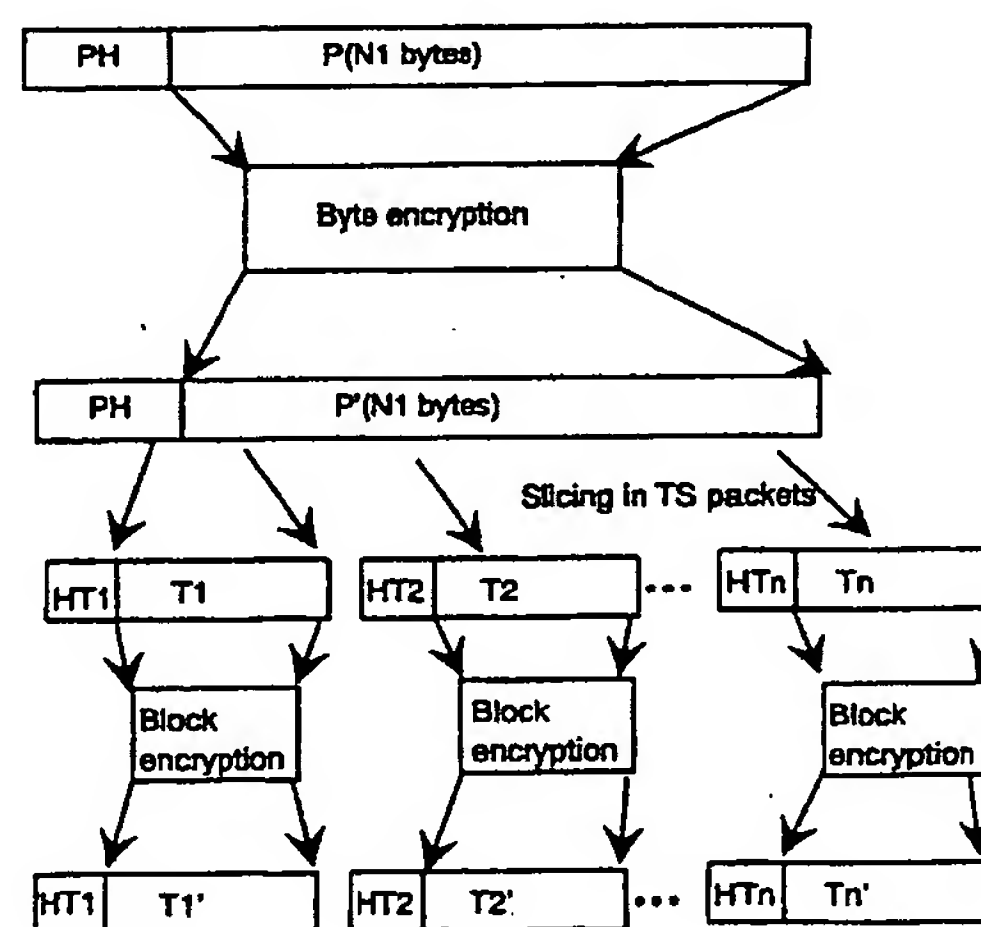 PH P(N1 bytes)
Byte encryption
PH P'(N1 bytes)
Slicing in TS packets
HT1 T1 HT2 T2 ... HTn Tn
Block encryption Block encryption Block encryption
HT1 T1' HT2 T2' ... HTn Tn'